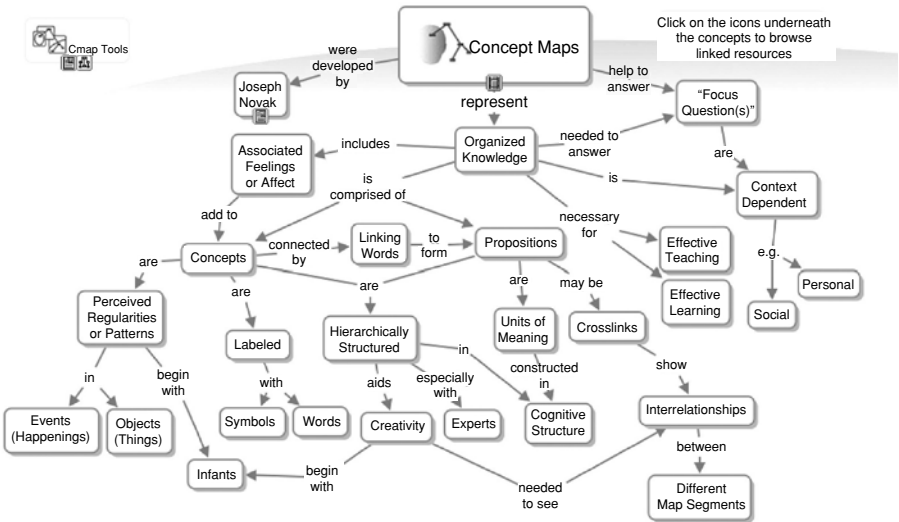 Cmap Tools
Concept Maps
Click on the icons underneath
the concepts to browse
linked resources
were
developed
by
help to
answer
Joseph
Novak
represent
“Focus
Question(s)”
Associated
Feelings
or Affect
includes
Organized
Knowledge
needed to
answer
are
is
comprised of
is
Context
Dependent
add to
necessary
for
Concepts
connected
by
Linking
Words
to
form
Propositions
Effective
Teaching
e.g.
are
are
are
are
may be
Effective
Learning
Personal
Social
Perceived
Regularities
or Patterns
Labeled
Hierarchically
Structured
Units of
Meaning
Crosslinks
in
begin
with
with
aids
especially
with
in
constructed
in
show
Events
(Happenings)
Objects
(Things)
Symbols
Words
Creativity
Experts
Cognitive
Structure
Interrelationships
Infants
begin
with
needed
to see
between
Different
Map Segments